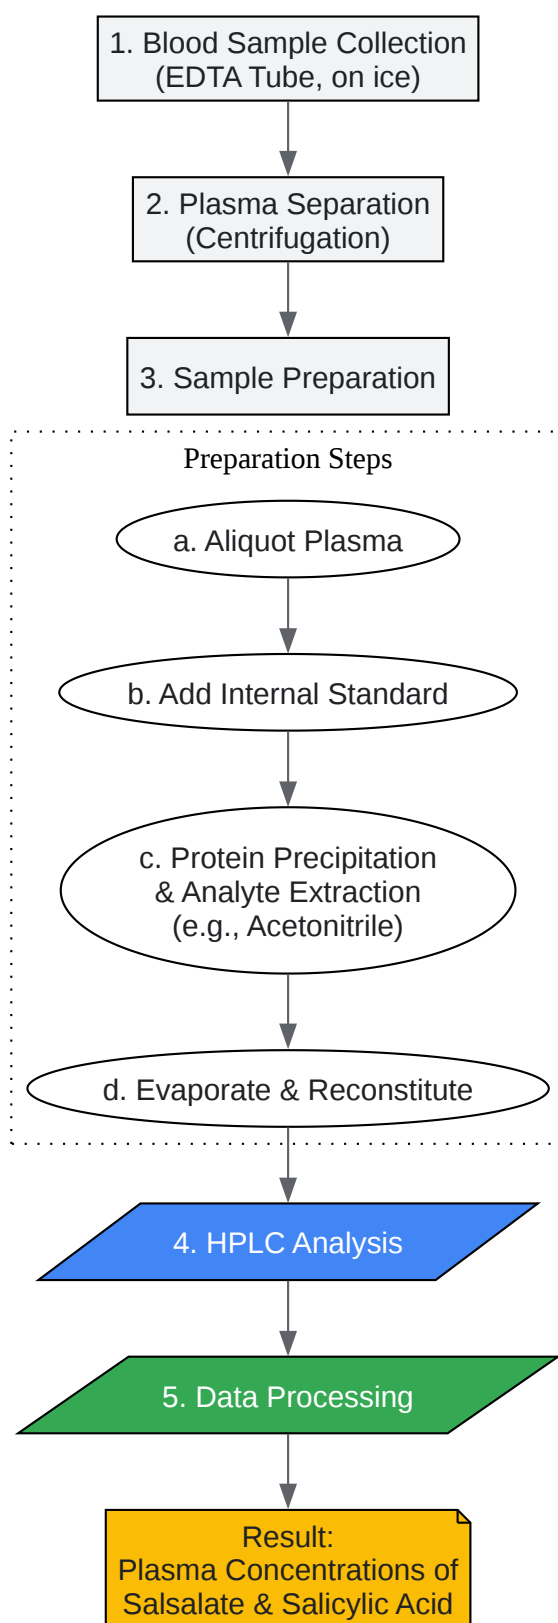 1. Blood Sample Collection
(EDTA Tube, on ice)
2. Plasma Separation
(Centrifugation)
3. Sample Preparation
Preparation Steps
a. Aliquot Plasma
b. Add Internal Standard
c. Protein Precipitation
& Analyte Extraction
(e.g., Acetonitrile)
d. Evaporate & Reconstitute
4. HPLC Analysis
5. Data Processing
Result:
Plasma Concentrations of
Salsalate & Salicylic Acid